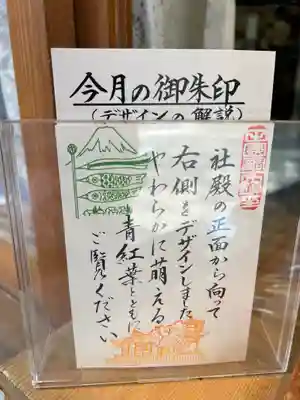 今月の御朱印
(デザインの解説)
社殿の正面から向って
右側をデザインしました
やわらかに萌える
青紅葉とともに
ご覧ください